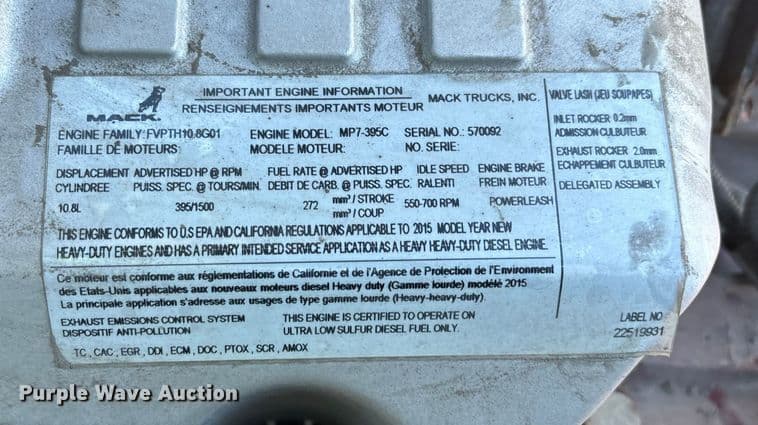 MACK.
IMPORTANT ENGINE INFORMATION
RENSEIGNEMENTS IMPORTANTS MOTEUR
MACK TRUCKS, INC.
ENGINE FAMILY: FVPTH10.8G01 ENGINE MODEL: MP7-395C SERIAL NO.: 570092
FAMILLE DE MOTEURS: MODELE MOTEUR: NO. SERIE:
DISPLACEMENT ADVERTISED HP @ RPM FUEL RATE @ ADVERTISED HP IDLE SPEED ENGINE BRAKE
CYLINDREE PUISS. SPEC. @ TOURS/MIN. DEBIT DE CARB. @ PUISS. SPEC. RALENTI FREIN MOTEUR
10.8L 395/1500 272 mm³ / STROKE 550-700 RPM POWERLEASH
mm³ / COUP
THIS ENGINE CONFORMS TO U.S EPA AND CALIFORNIA REGULATIONS APPLICABLE TO 2015 MODEL YEAR NEW
HEAVY-DUTY ENGINES AND HAS A PRIMARY INTENDED SERVICE APPLICATION AS A HEAVY HEAVY-DUTY DIESEL ENGINE.
Ce moteur est conforme aux réglementations de Californie et de l'Agence de Protection de l'Environment
des Etats-Unis applicables aux nouveaux moteurs diesel Heavy duty (Gamme lourde) modèlé 2015
La principale application s'adresse aux usages de type gamme lourde (Heavy-heavy-duty).
EXHAUST EMISSIONS CONTROL SYSTEM
DISPOSITIF ANTI-POLLUTION
THIS ENGINE IS CERTIFIED TO OPERATE ON
ULTRA LOW SULFUR DIESEL FUEL ONLY.
TC , CAC , EGR , DDI , ECM , DOC , PTOX , SCR , AMOX
VALVE LASH (JEU SOUPAPES)
INLET ROCKER 0.2mm
ADMISSION CULBUTEUR
EXHAUST ROCKER 2.0mm
ECHAPPEMENT CULBUTEUR
DELEGATED ASSEMBLY
LABEL NO
22519931
Purple Wave Auction